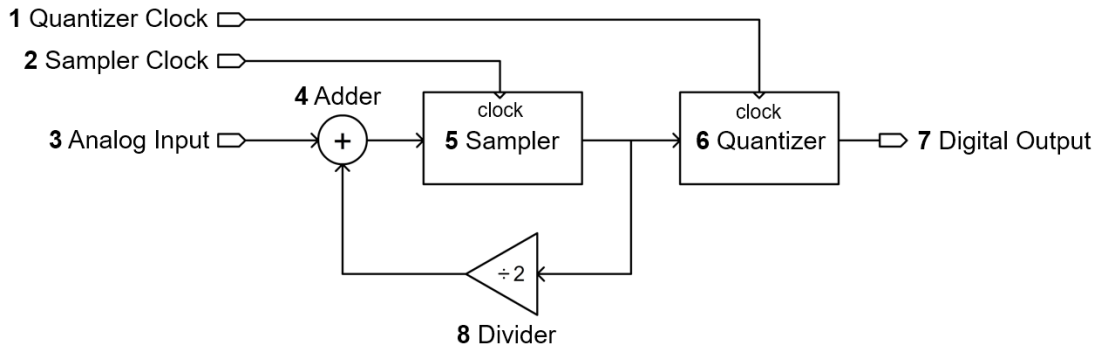 1 Quantizer Clock
2 Sampler Clock
4 Adder
clock
clock
3 Analog Input
+
5 Sampler
6 Quantizer
7 Digital Output
÷2
8 Divider